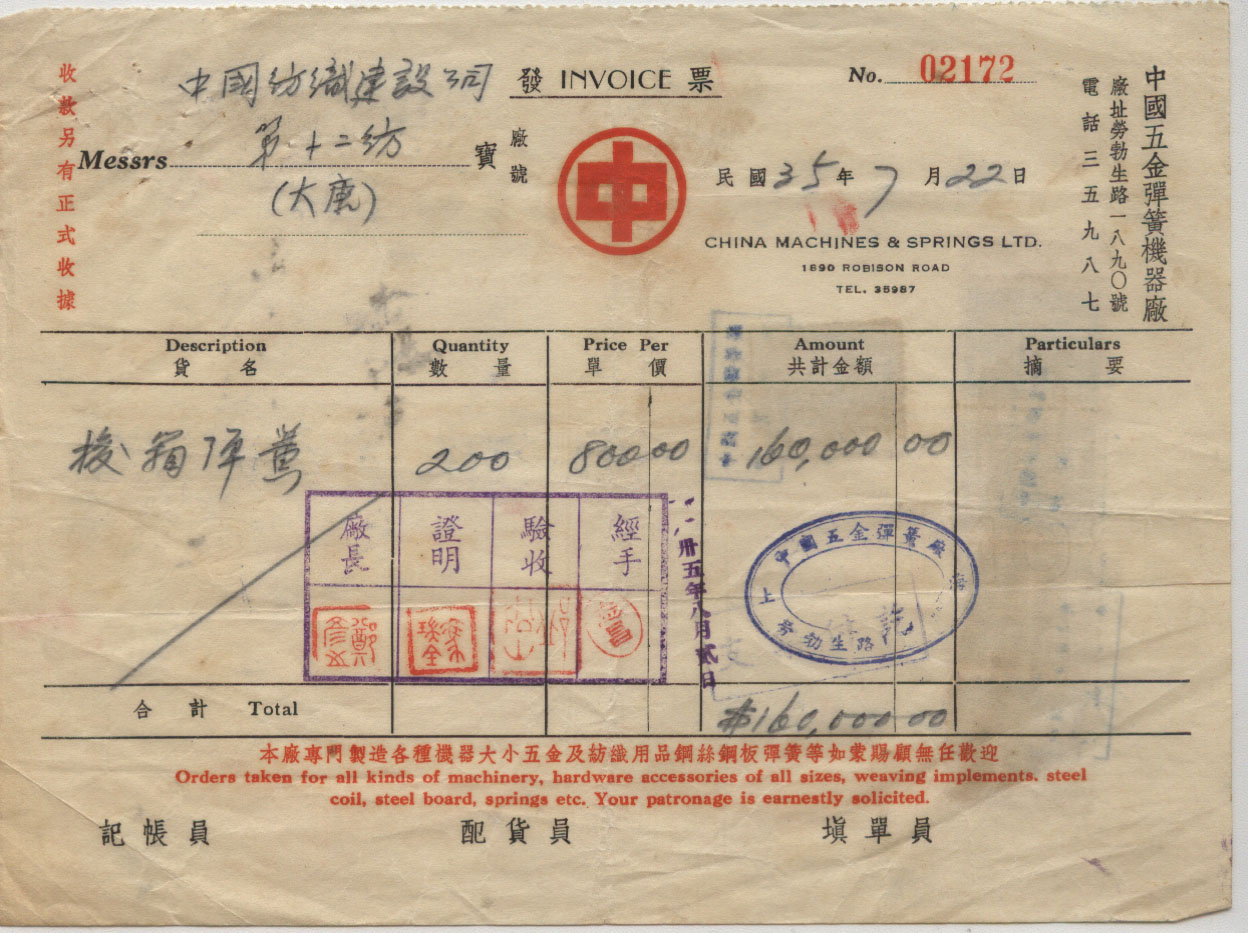 收款另有正式收據
中國紡織建設公司
發 INVOICE 票
No. 02172
Messrs 第十二紡 寶 廠號
(大康)
中
民國 35 年 7 月 22 日
CHINA MACHINES & SPRINGS LTD.
1890 ROBISON ROAD
TEL. 35987
中國五金彈簧機器廠
廠址勞勃生路一八九〇號
電話三五九八七
Description Quantity Price Per Amount Particulars
貨名 數量 單價 共計金額 摘要
200 800 00 160,000 00
廠長 證明 驗收 經手
卅五年八月貳日
中國五金彈簧廠
上海
勞勃生路
合計 Total $160,000 00
本廠專門製造各種機器大小五金及紡織用品鋼絲鋼板彈簧等如蒙賜顧無任歡迎
Orders taken for all kinds of machinery, hardware accessories of all sizes, weaving implements. steel
coil, steel board, springs etc. Your patronage is earnestly solicited.
記帳員 配貨員 填單員